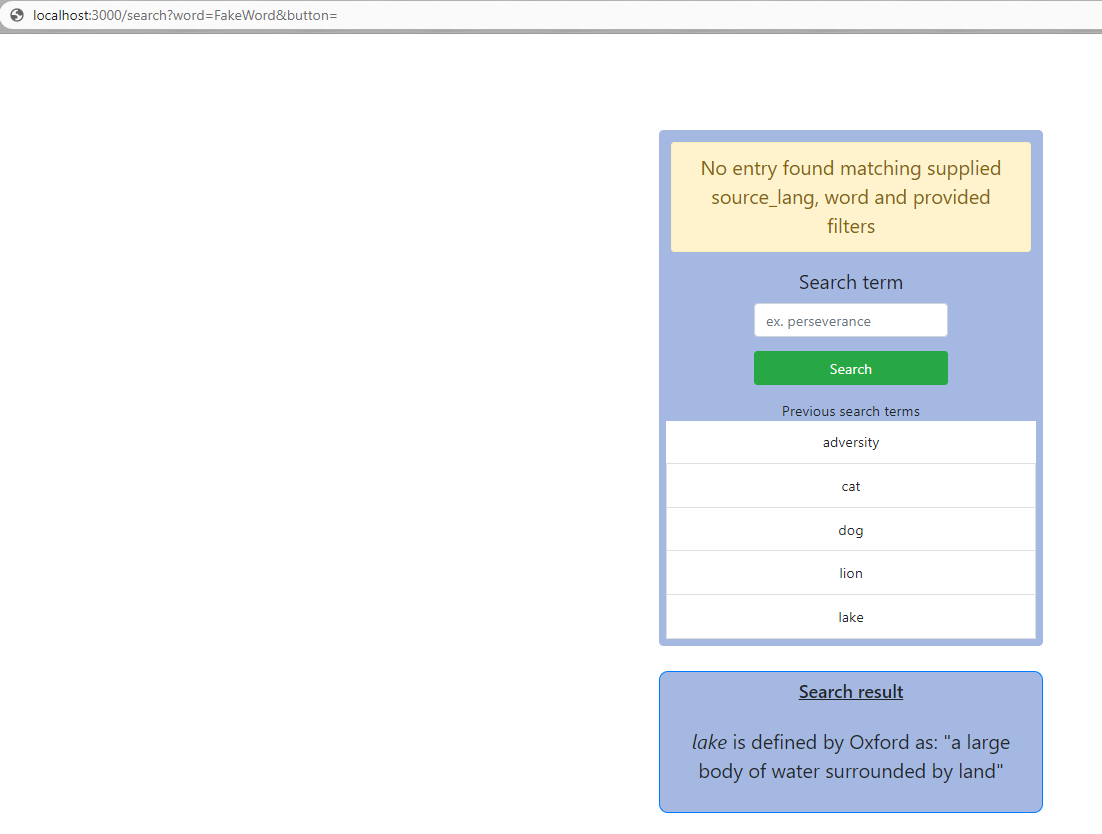 localhost:3000/search?word=FakeWord&button=
No entry found matching supplied
source_lang, word and provided
filters
Search term
ex. perseverance
Search
Previous search terms
adversity
cat
dog
lion
lake
Search result
lake is defined by Oxford as: "a large
body of water surrounded by land"